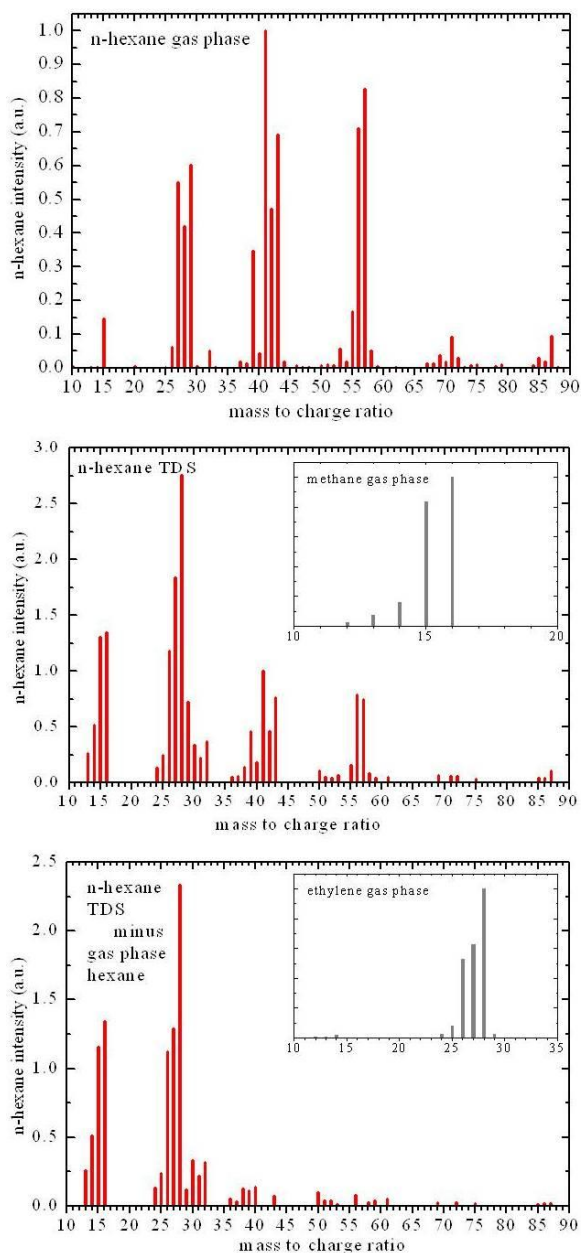 n-hexane gas phase
n-hexane intensity (a.u.)
1.0
0.9
0.8
0.7
0.6
0.5
0.4
0.3
0.2
0.1
0.0
10 15 20 25 30 35 40 45 50 55 60 65 70 75 80 85 90
mass to charge ratio
n-hexane TDS
methane gas phase
10 15 20
n-hexane intensity (a.u.)
3.0
2.5
2.0
1.5
1.0
0.5
0.0
10 15 20 25 30 35 40 45 50 55 60 65 70 75 80 85 90
mass to charge ratio
n-hexane
TDS
minus
gas phase
hexane
ethylene gas phase
10 15 20 25 30 35
n-hexane intensity (a.u.)
2.5
2.0
1.5
1.0
0.5
0.0
10 15 20 25 30 35 40 45 50 55 60 65 70 75 80 85 90
mass to charge ratio